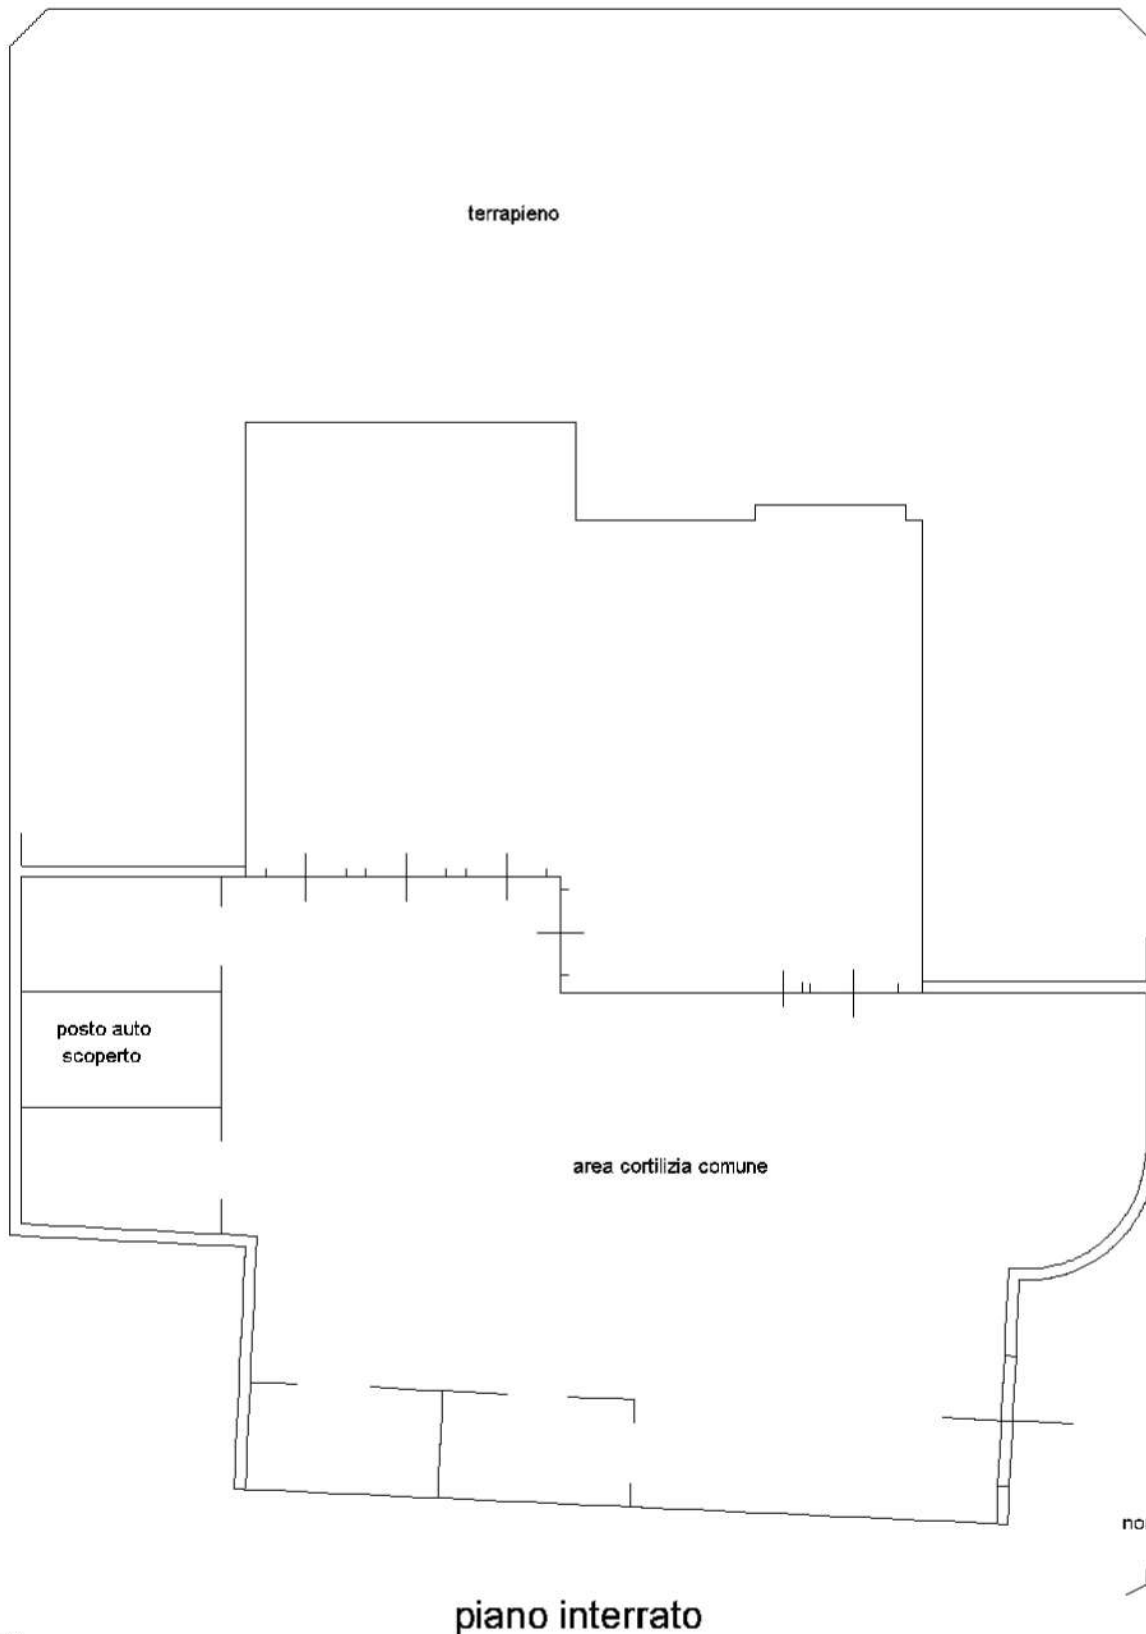 terrapieno
posto auto
scoperto
area cortilizia comune
piano interrato